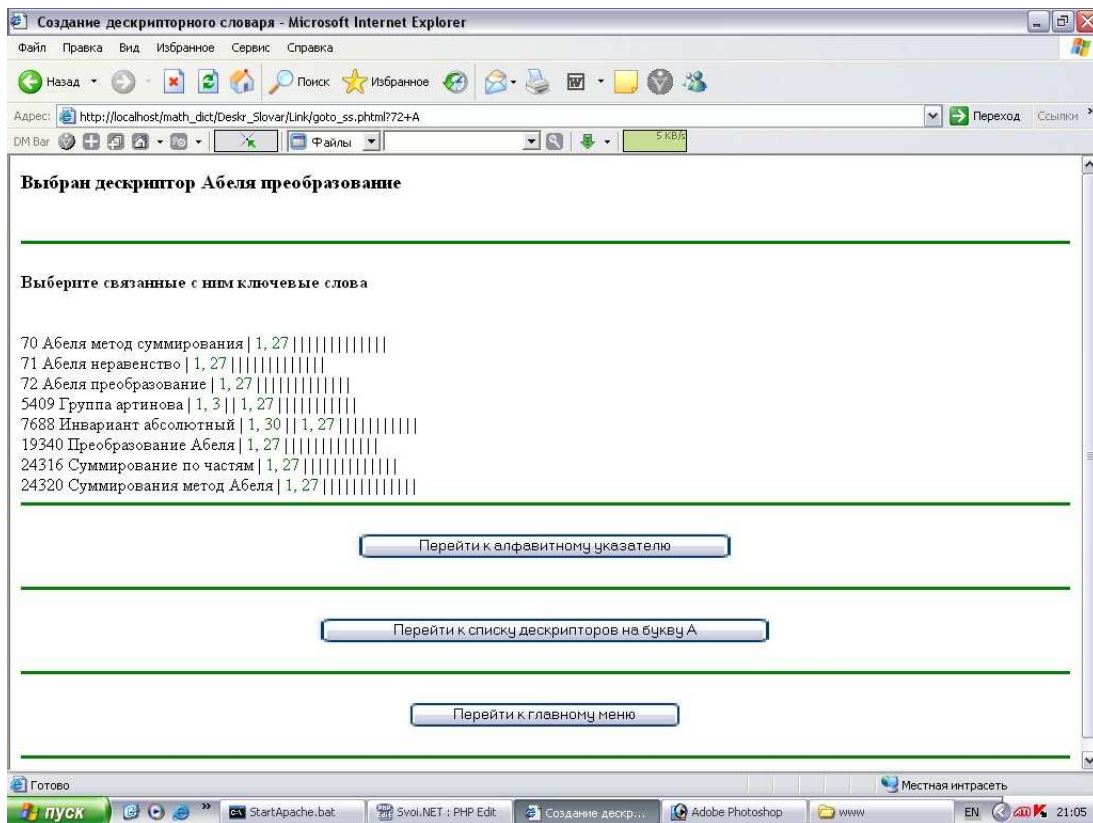 Создание дескрипторного словаря - Microsoft Internet Explorer
Файл Правка Вид Избранное Сервис Справка
Назад Поиск Избранное
Адрес: http://localhost/math_dict/Deskr_Slovar/Link/goto_ss.phtml?72+A Переход Ссылки »
DM Bar Файлы 5 KB/s
Выбран дескриптор Абеля преобразование
Выберите связанные с ним ключевые слова
70 Абеля метод суммирования | 1, 27 | | | | | | | | | | | | |
71 Абеля неравенство | 1, 27 | | | | | | | | | | | | |
72 Абеля преобразование | 1, 27 | | | | | | | | | | | | |
5409 Группа артинова | 1, 3 | | 1, 27 | | | | | | | | | | |
7688 Инвариант абсолютный | 1, 30 | | 1, 27 | | | | | | | | | | |
19340 Преобразование Абеля | 1, 27 | | | | | | | | | | | | |
24316 Суммирование по частям | 1, 27 | | | | | | | | | | | | |
24320 Суммирования метод Абеля | 1, 27 | | | | | | | | | | | | |
Перейти к алфавитному указателю
Перейти к списку дескрипторов на букву А
Перейти к главному меню
Готово Местная интрасеть
пуск » StartApache.bat Svoi.NET : PHP Edit Создание дескр... Adobe Photoshop www EN 21:05